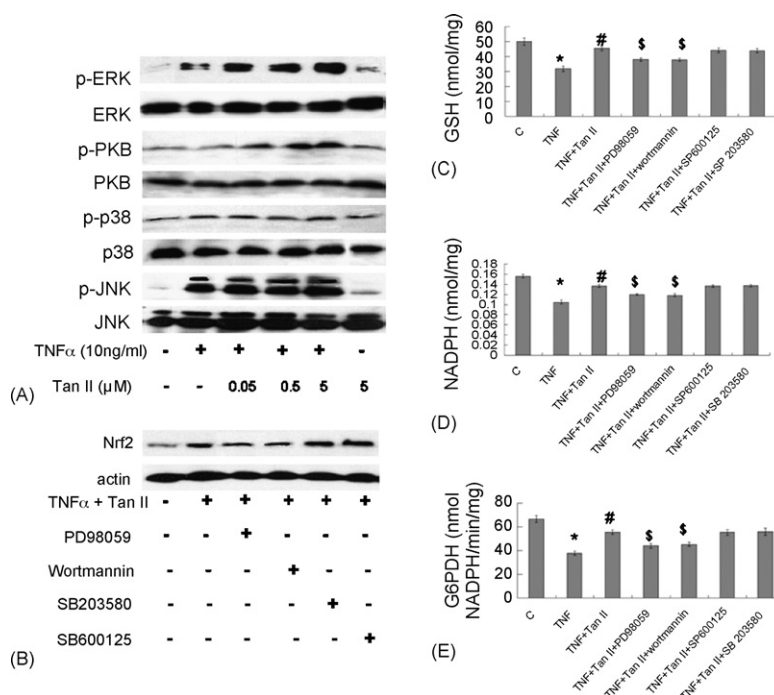 p-ERK
ERK
p-PKB
PKB
p-p38
p38
p-JNK
JNK
TNFα (10ng/ml) - + + + + -
(A) Tan II (μM) - - 0.05 0.5 5 5
Nrf2
actin
TNFα + Tan II - + + + + +
PD98059 - - + - - -
Wortmannin - - - + - -
SB203580 - - - - + -
SB600125 - - - - - +
(B)
GSH (nmol/mg)
60
50
40
30
20
10
0
* # $ $
C
TNF
TNF+Tan II
TNF+Tan II+PD98059
TNF+Tan II+wortmannin
TNF+Tan II+SP600125
TNF+Tan II+SP 203580
(C)
NADPH (nmol/mg)
0.18
0.16
0.14
0.12
0.1
0.08
0.06
0.04
0.02
0
* # $ $
C
TNF
TNF+Tan II
TNF+Tan II+PD98059
TNF+Tan II+wortmannin
TNF+Tan II+SP600125
TNF+Tan II+SB 203580
(D)
G6PDH (nmol
NADPH/min/mg)
80
60
40
20
0
* # $ $
C
TNF
TNF+Tan II
TNF+Tan II+PD98059
TNF+Tan II+wortmannin
TNF+Tan II+SP600125
TNF+Tan II+SB 203580
(E)